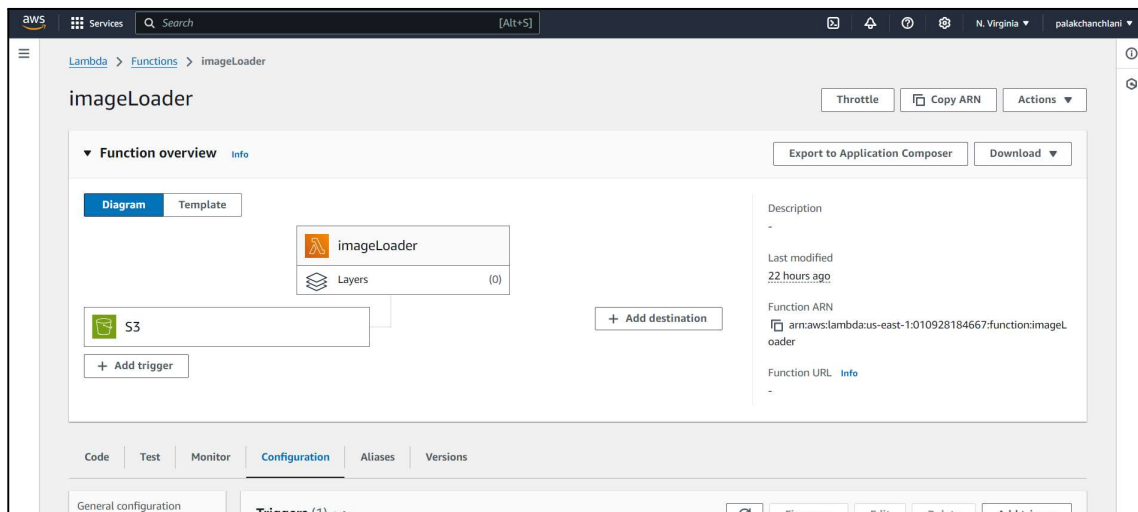 aws Services Search [Alt+S] N. Virginia palakchanchlani
Lambda > Functions > imageLoader
imageLoader
Throttle Copy ARN Actions
Function overview Info
Export to Application Composer Download
Diagram Template
imageLoader
Layers (0)
S3
+ Add trigger
+ Add destination
Description
-
Last modified
22 hours ago
Function ARN
arn:aws:lambda:us-east-1:010928184667:function:imageL
oader
Function URL Info
-
Code Test Monitor Configuration Aliases Versions
General configuration
Triggers (1)